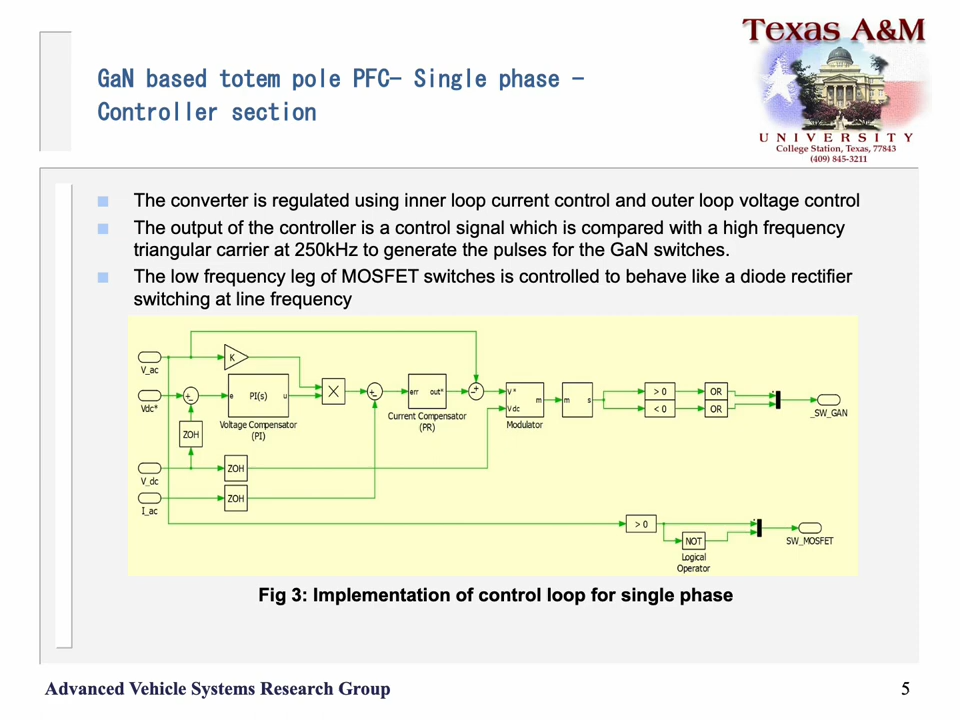 Texas A&M
UNIVERSITY
College Station, Texas, 77843
(409) 845-3211
GaN based totem pole PFC- Single phase -
Controller section
The converter is regulated using inner loop current control and outer loop voltage control
The output of the controller is a control signal which is compared with a high frequency
triangular carrier at 250kHz to generate the pulses for the GaN switches.
The low frequency leg of MOSFET switches is controlled to behave like a diode rectifier
switching at line frequency
V_ac
K
Vdc*
e PI(s) u
Voltage Compensator
(PI)
ZOH
err out*
Current Compensator
(PR)
V* m
Vdc
Modulator
m s
> 0
< 0
OR
OR
_SW_GAN
V_dc
ZOH
I_ac
ZOH
> 0
NOT
Logical
Operator
SW_MOSFET
Fig 3: Implementation of control loop for single phase
Advanced Vehicle Systems Research Group
5